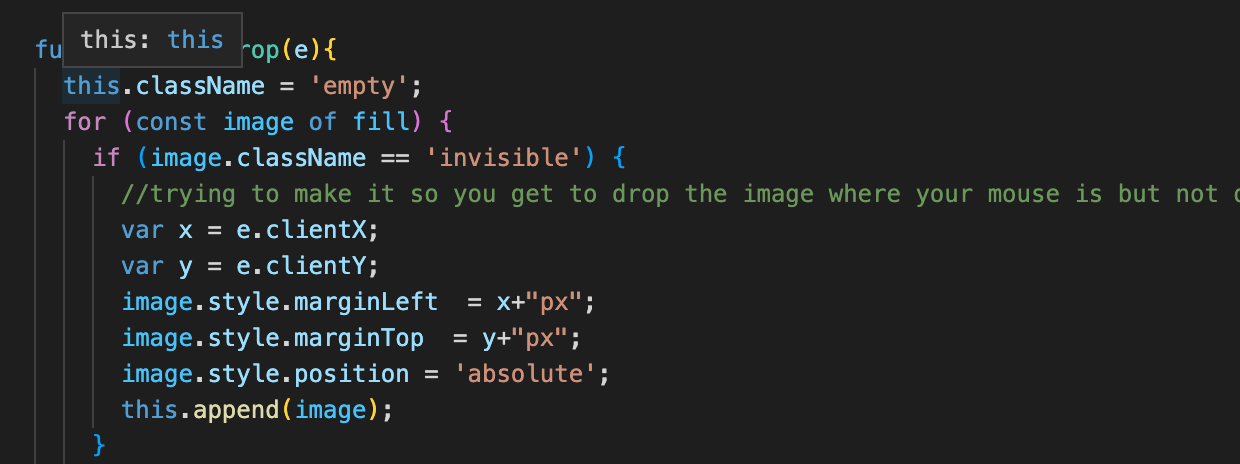 this: this
fu rop(e){
this.className = 'empty';
for (const image of fill) {
if (image.className == 'invisible') {
//trying to make it so you get to drop the image where your mouse is but not
var x = e.clientX;
var y = e.clientY;
image.style.marginLeft  = x+"px";
image.style.marginTop  = y+"px";
image.style.position = 'absolute';
this.append(image);
}